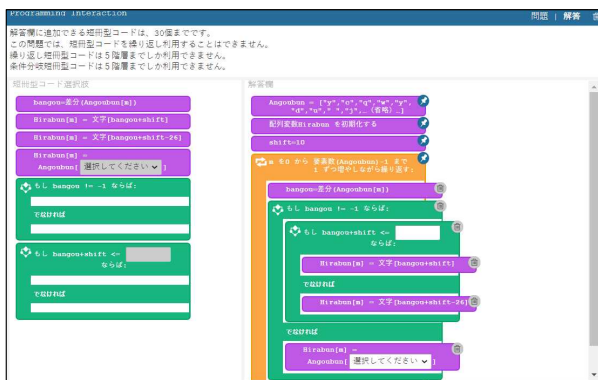 Programming Interaction
問題 | 解答
解答欄に追加できる短冊型コードは、30個までです。
この問題では、短冊型コードを繰り返し利用することはできません。
繰り返し短冊型コードは5階層までしか利用できません。
条件分岐短冊型コードは5階層までしか利用できません。
短冊型コード選択肢
bangou=差分(Angoubun[m])
Hirabun[m] = 文字[bangou+shift]
Hirabun[m] = 文字[bangou+shift-26]
Hirabun[m] =
Angoubun[ 選択してください ]
もし bangou != -1 ならば:
でなければ
もし bangou+shift <=
ならば:
でなければ
解答欄
Angoubun = ["y","c","q","w","y",
"d","u"," ","j",…(省略)…]
配列変数Hirabun を初期化する
shift=10
m を0 から 要素数(Angoubun)-1 まで
1 ずつ増やしながら繰り返す:
bangou=差分(Angoubun[m])
もし bangou != -1 ならば:
もし bangou+shift <=
ならば:
Hirabun[m] = 文字[bangou+shift]
でなければ
Hirabun[m] = 文字[bangou+shift-26]
でなければ
Hirabun[m] =
Angoubun[ 選択してください ]